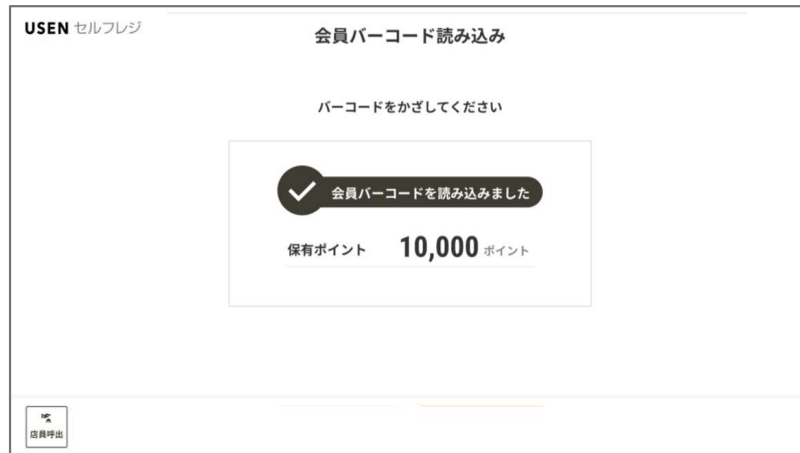 USEN セルフレジ
会員バーコード読み込み
バーコードをかざしてください
会員バーコードを読み込みました
保有ポイント 10,000 ポイント
店員呼出